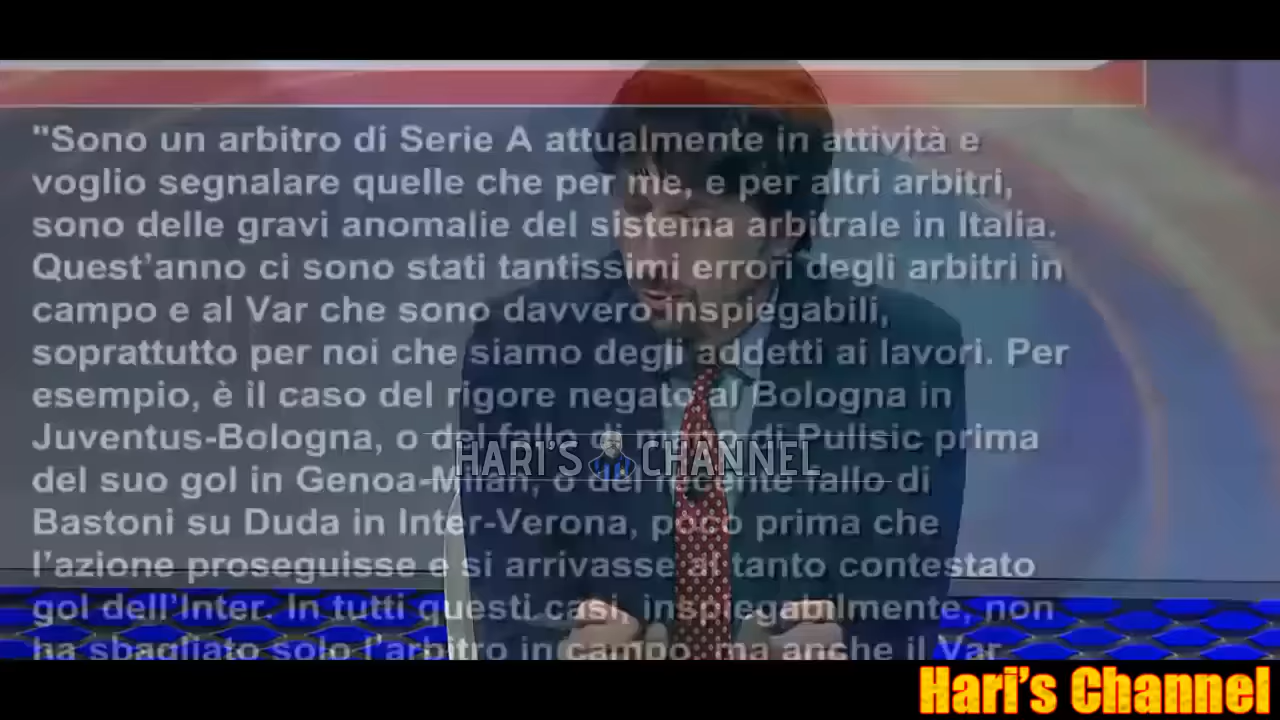 "Sono un arbitro di Serie A attualmente in attività e
voglio segnalare quelle che per me, e per altri arbitri,
sono delle gravi anomalie del sistema arbitrale in Italia.
Quest'anno ci sono stati tantissimi errori degli arbitri in
campo e al Var che sono davvero inspiegabili,
soprattutto per noi che siamo degli addetti ai lavori. Per
esempio, è il caso del rigore negato al Bologna in
Juventus-Bologna, o del fallo di mano di Pulisic prima
HARI'S CHANNEL
del suo gol in Genoa-Milan, o del recente fallo di
Bastoni su Duda in Inter-Verona, poco prima che
l'azione proseguisse e si arrivasse al tanto contestato
gol dell'Inter. In tutti questi casi, inspiegabilmente, non
ha sbagliato solo l'arbitro in campo, ma anche il Var
Hari's Channel